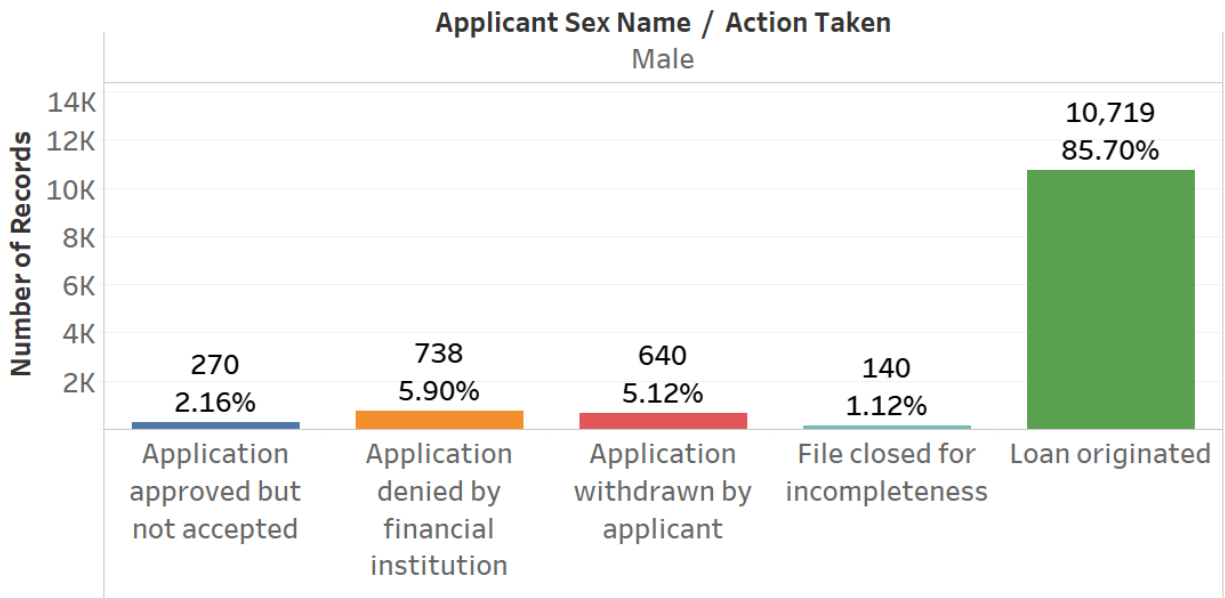 Applicant Sex Name / Action Taken
Male
Number of Records
14K
12K
10K
8K
6K
4K
2K
270
2.16%
738
5.90%
640
5.12%
140
1.12%
10,719
85.70%
Application
approved but
not accepted
Application
denied by
financial
institution
Application
withdrawn by
applicant
File closed for
incompleteness
Loan originated